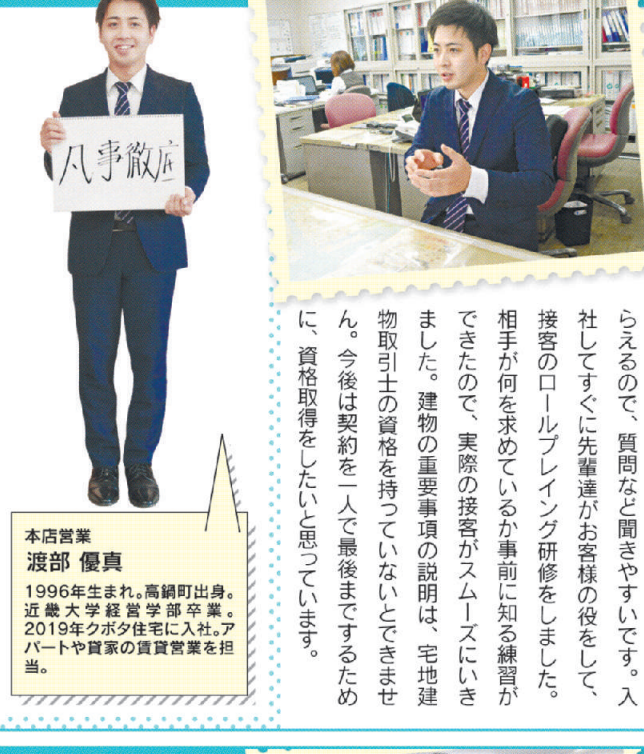 凡事徹底
らえるので、質問など聞きやすいです。入
社してすぐに先輩達がお客様の役をして、
接客のロールプレイング研修をしました。
相手が何を求めているか事前に知る練習が
できたので、実際の接客がスムーズにいき
ました。建物の重要事項の説明は、宅地建
物取引士の資格を持っていないとできませ
ん。今後は契約を一人で最後までするため
に、資格取得をしたいと思っています。
本店営業
渡部 優真
1996年生まれ。高鍋町出身。
近畿大学経営学部卒業。
2019年クボタ住宅に入社。ア
パートや貸家の賃貸営業を担
当。